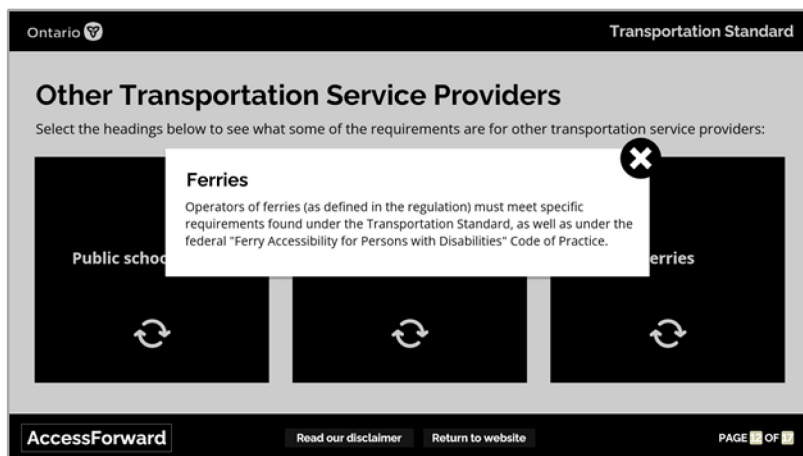 Ontario
Transportation Standard
Other Transportation Service Providers
Select the headings below to see what some of the requirements are for other transportation service providers:
Ferries
Operators of ferries (as defined in the regulation) must meet specific
requirements found under the Transportation Standard, as well as under the
federal "Ferry Accessibility for Persons with Disabilities" Code of Practice.
Public schoo
erries
AccessForward
Read our disclaimer
Return to website
PAGE 12 OF 17